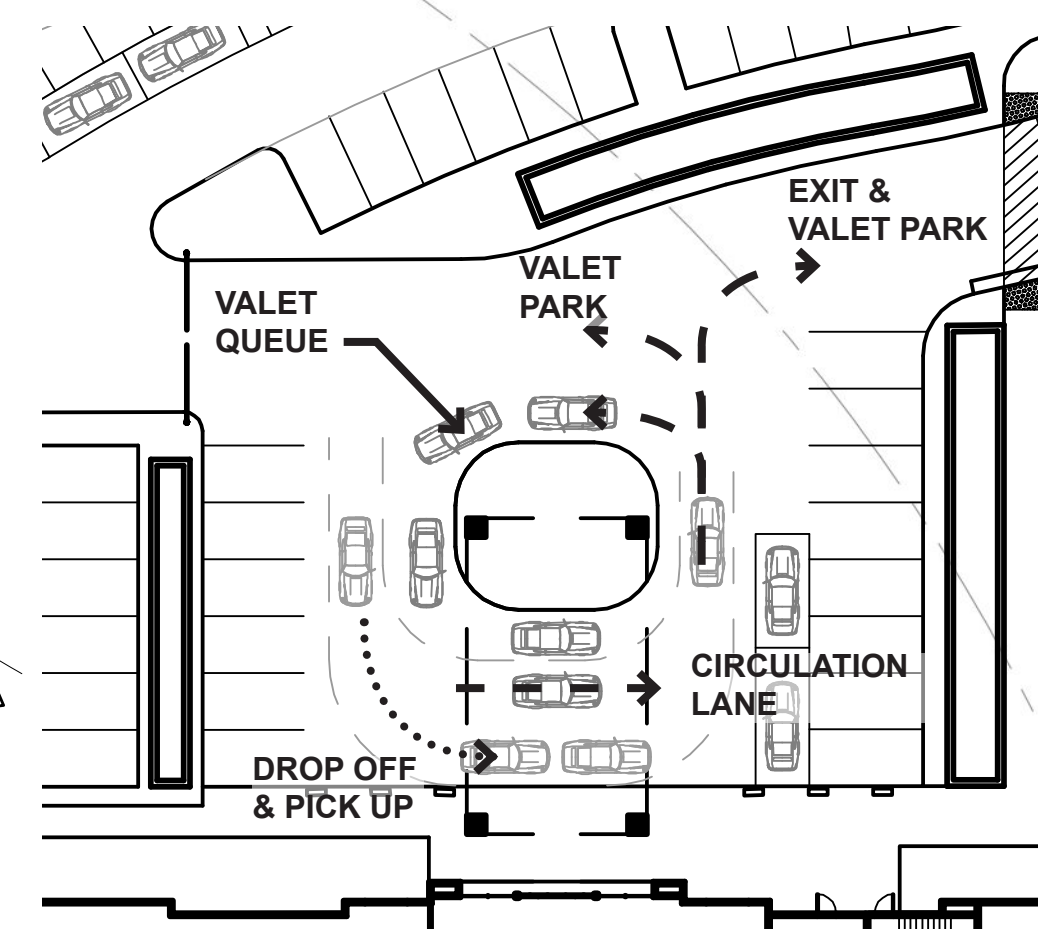 EXIT &
VALET PARK
VALET
PARK
VALET
QUEUE
CIRCULATION
LANE
DROP OFF
& PICK UP